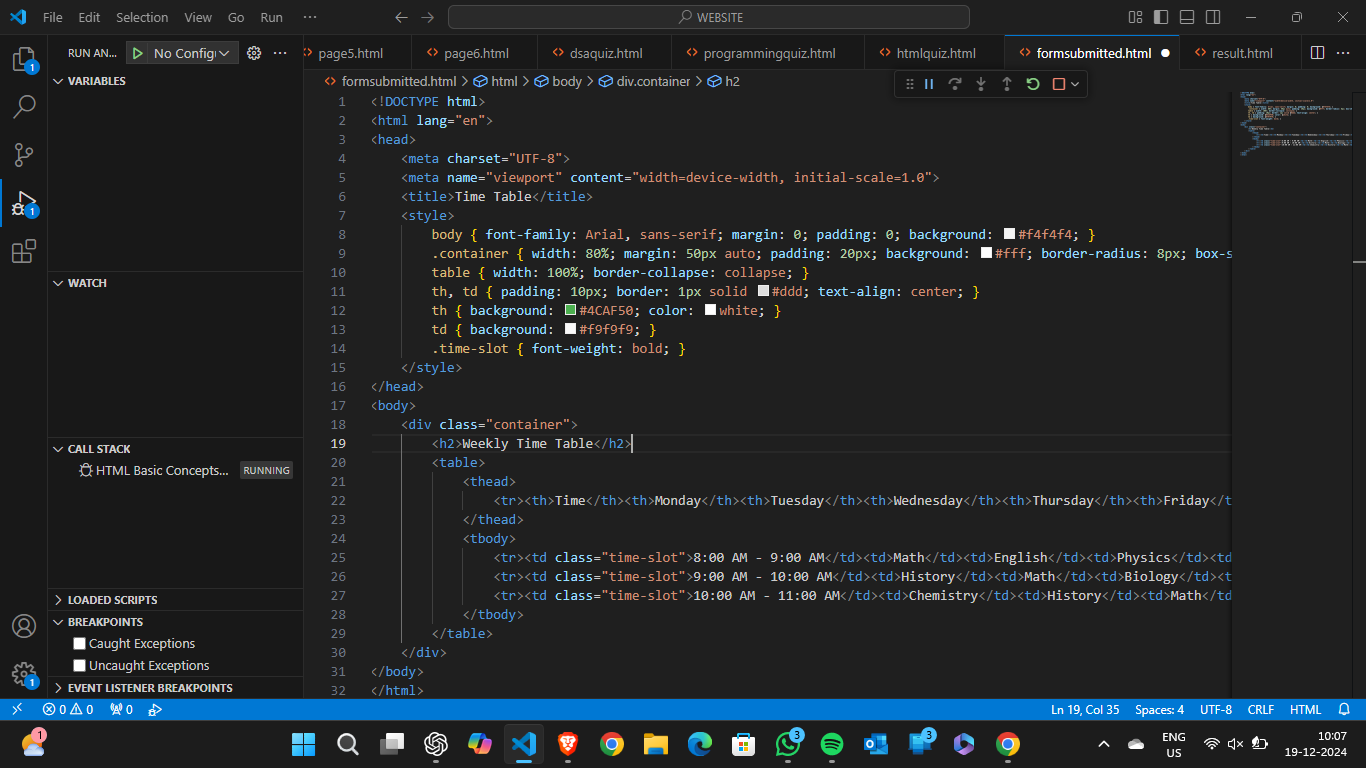 File Edit Selection View Go Run ··· WEBSITE
RUN AN... No Config ···
page5.html page6.html dsaquiz.html programmingquiz.html htmlquiz.html formsubmitted.html result.html ···
formsubmitted.html > html > body > div.container > h2
VARIABLES
WATCH
CALL STACK
HTML Basic Concepts... RUNNING
LOADED SCRIPTS
BREAKPOINTS
Caught Exceptions
Uncaught Exceptions
EVENT LISTENER BREAKPOINTS
1
1
1
1 <!DOCTYPE html>
2 <html lang="en">
3 <head>
4 <meta charset="UTF-8">
5 <meta name="viewport" content="width=device-width, initial-scale=1.0">
6 <title>Time Table</title>
7 <style>
8 body { font-family: Arial, sans-serif; margin: 0; padding: 0; background: #f4f4f4; }
9 .container { width: 80%; margin: 50px auto; padding: 20px; background: #fff; border-radius: 8px; box-s
10 table { width: 100%; border-collapse: collapse; }
11 th, td { padding: 10px; border: 1px solid #ddd; text-align: center; }
12 th { background: #4CAF50; color: white; }
13 td { background: #f9f9f9; }
14 .time-slot { font-weight: bold; }
15 </style>
16 </head>
17 <body>
18 <div class="container">
19 <h2>Weekly Time Table</h2>
20 <table>
21 <thead>
22 <tr><th>Time</th><th>Monday</th><th>Tuesday</th><th>Wednesday</th><th>Thursday</th><th>Friday</t
23 </thead>
24 <tbody>
25 <tr><td class="time-slot">8:00 AM - 9:00 AM</td><td>Math</td><td>English</td><td>Physics</td><td
26 <tr><td class="time-slot">9:00 AM - 10:00 AM</td><td>History</td><td>Math</td><td>Biology</td><t
27 <tr><td class="time-slot">10:00 AM - 11:00 AM</td><td>Chemistry</td><td>History</td><td>Math</td
28 </tbody>
29 </table>
30 </div>
31 </body>
32 </html>
0 0 0 Ln 19, Col 35 Spaces: 4 UTF-8 CRLF HTML
1 3 3 ENG 10:07
US 19-12-2024